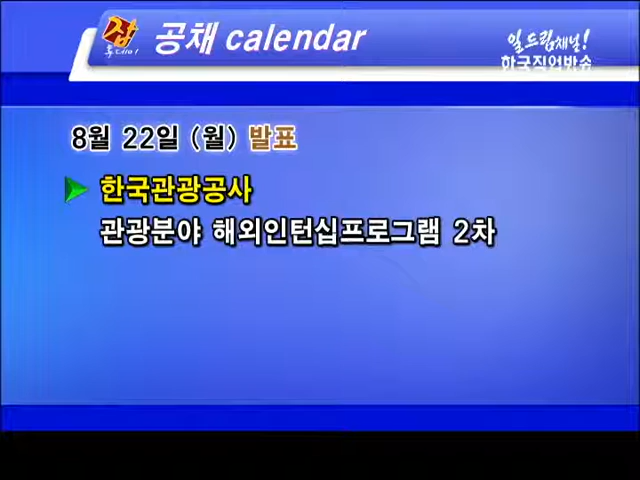 잡
공채 calendar
일 드림채널!
한국직업방송
8월 22일 (월) 발표
한국관광공사
관광분야 해외인턴십프로그램 2차